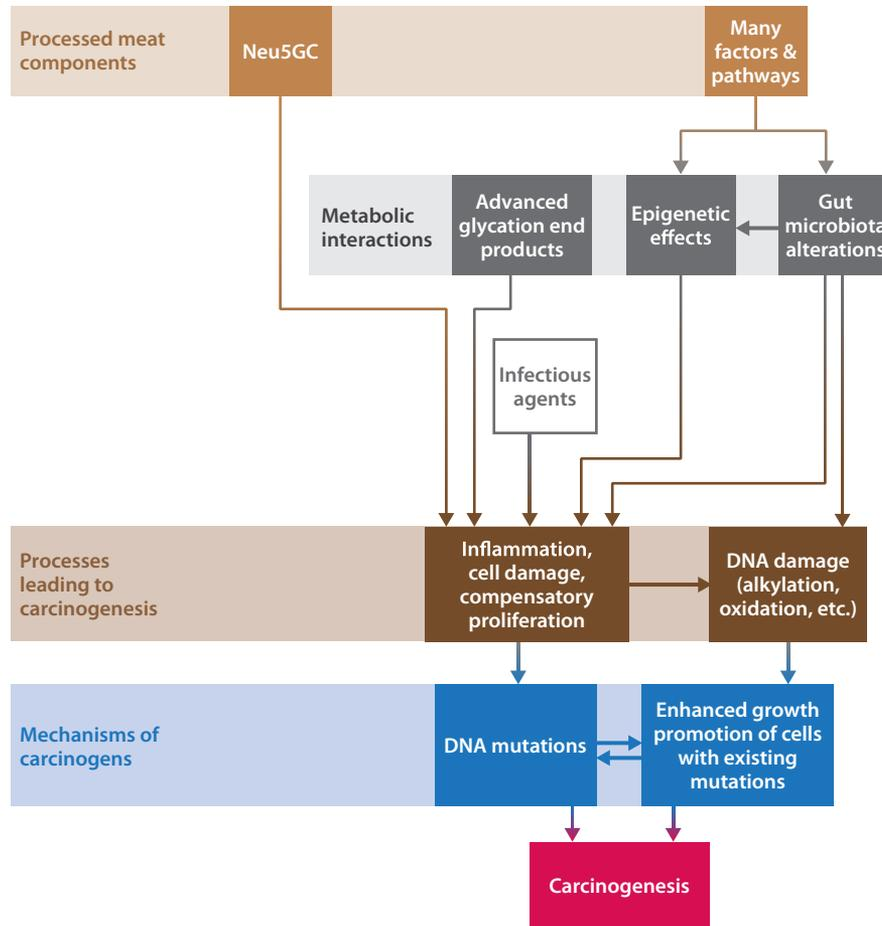 Processed meat
components
Neu5GC
Many
factors &
pathways
Metabolic
interactions
Advanced
glycation end
products
Epigenetic
effects
Gut
microbiota
alterations
Infectious
agents
Processes
leading to
carcinogenesis
Inflammation,
cell damage,
compensatory
proliferation
DNA damage
(alkylation,
oxidation, etc.)
Mechanisms of
carcinogens
DNA mutations
Enhanced growth
promotion of cells
with existing
mutations
Carcinogenesis